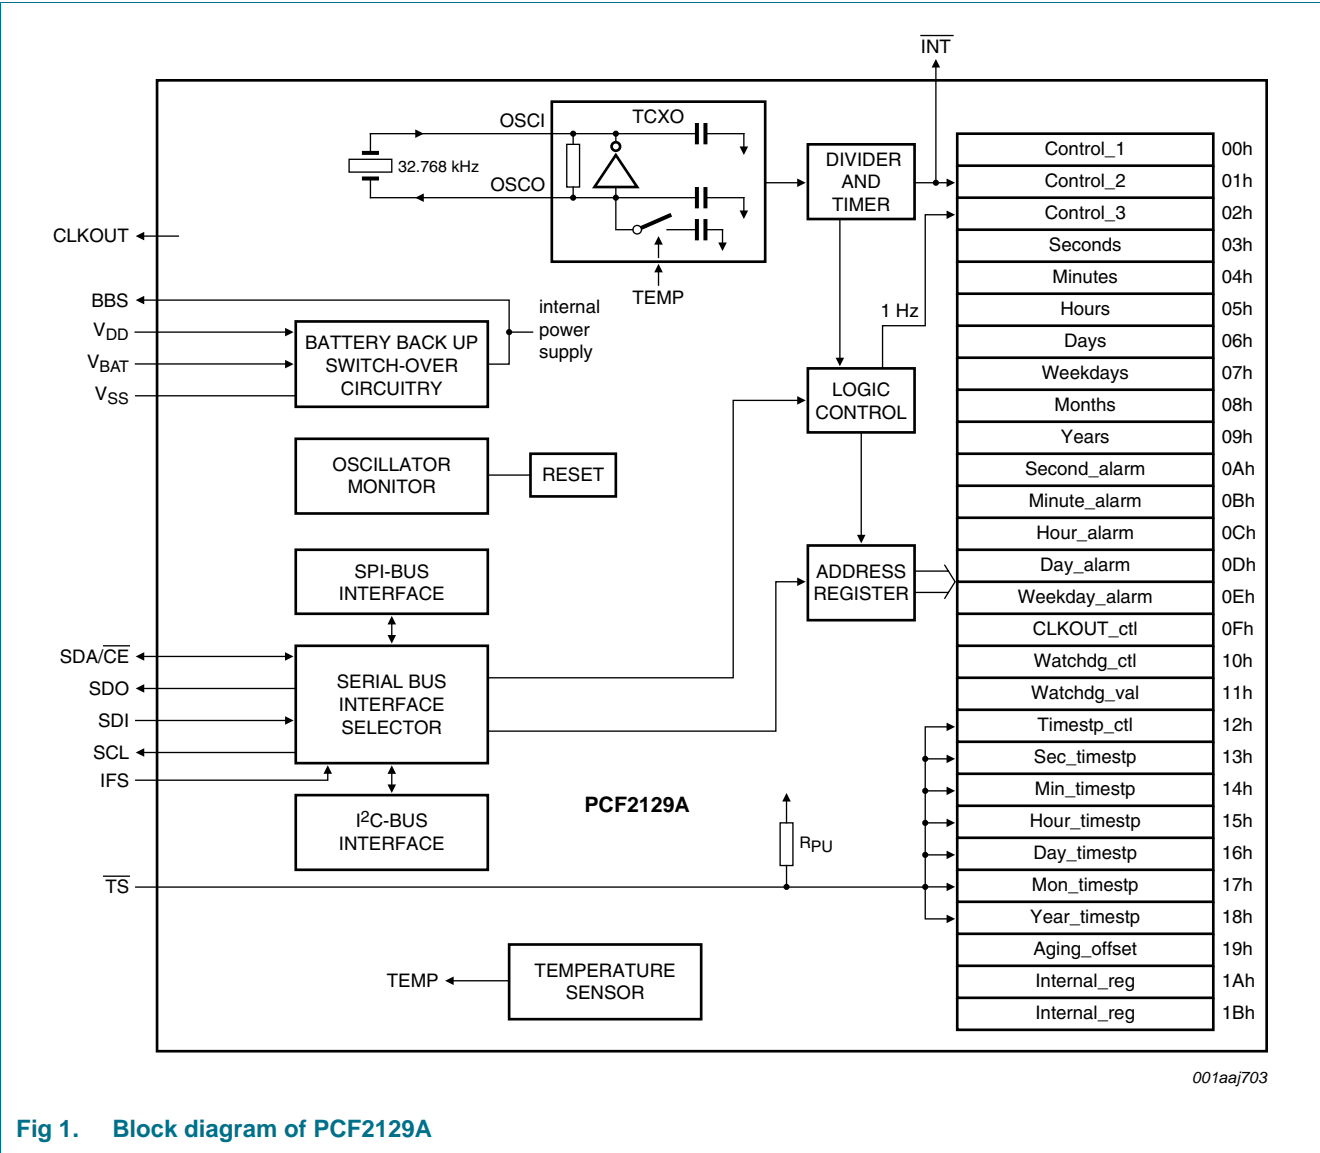 INT
OSCI
TCXO
32.768 kHz
OSCO
TEMP
DIVIDER
AND
TIMER
CLKOUT
BBS
VDD
VBAT
VSS
BATTERY BACK UP
SWITCH-OVER
CIRCUITRY
internal
power
supply
1 Hz
LOGIC
CONTROL
OSCILLATOR
MONITOR
RESET
SPI-BUS
INTERFACE
ADDRESS
REGISTER
SDA/CE
SDO
SDI
SCL
IFS
SERIAL BUS
INTERFACE
SELECTOR
I2C-BUS
INTERFACE
PCF2129A
RPU
TS
TEMP
TEMPERATURE
SENSOR
Control_1 00h
Control_2 01h
Control_3 02h
Seconds 03h
Minutes 04h
Hours 05h
Days 06h
Weekdays 07h
Months 08h
Years 09h
Second_alarm 0Ah
Minute_alarm 0Bh
Hour_alarm 0Ch
Day_alarm 0Dh
Weekday_alarm 0Eh
CLKOUT_ctl 0Fh
Watchdg_ctl 10h
Watchdg_val 11h
Timestp_ctl 12h
Sec_timestp 13h
Min_timestp 14h
Hour_timestp 15h
Day_timestp 16h
Mon_timestp 17h
Year_timestp 18h
Aging_offset 19h
Internal_reg 1Ah
Internal_reg 1Bh
001aaj703
Fig 1. Block diagram of PCF2129A